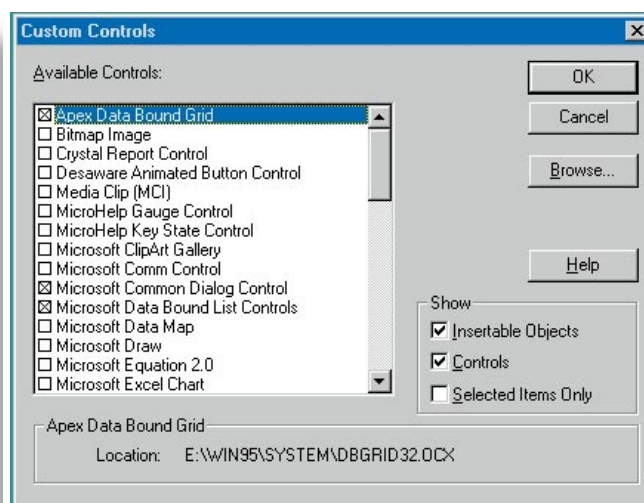 Custom Controls
Available Controls:
Apex Data Bound Grid
Bitmap Image
Crystal Report Control
Desaware Animated Button Control
Media Clip (MCI)
MicroHelp Gauge Control
MicroHelp Key State Control
Microsoft ClipArt Gallery
Microsoft Comm Control
Microsoft Common Dialog Control
Microsoft Data Bound List Controls
Microsoft Data Map
Microsoft Draw
Microsoft Equation 2.0
Microsoft Excel Chart
OK
Cancel
Browse...
Help
Show
Insertable Objects
Controls
Selected Items Only
Apex Data Bound Grid
Location: E:\WIN95\SYSTEM\DBGRID32.OCX